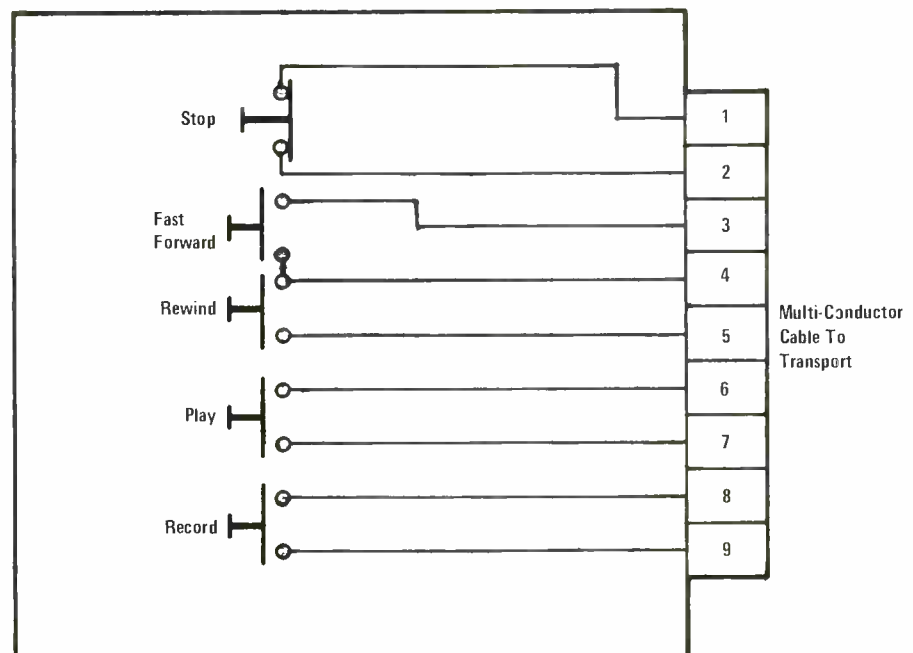 Stop
Fast
Forward
Rewind
Play
Record
1
2
3
4
5
6
7
8
9
Multi-Conductor
Cable To
Transport